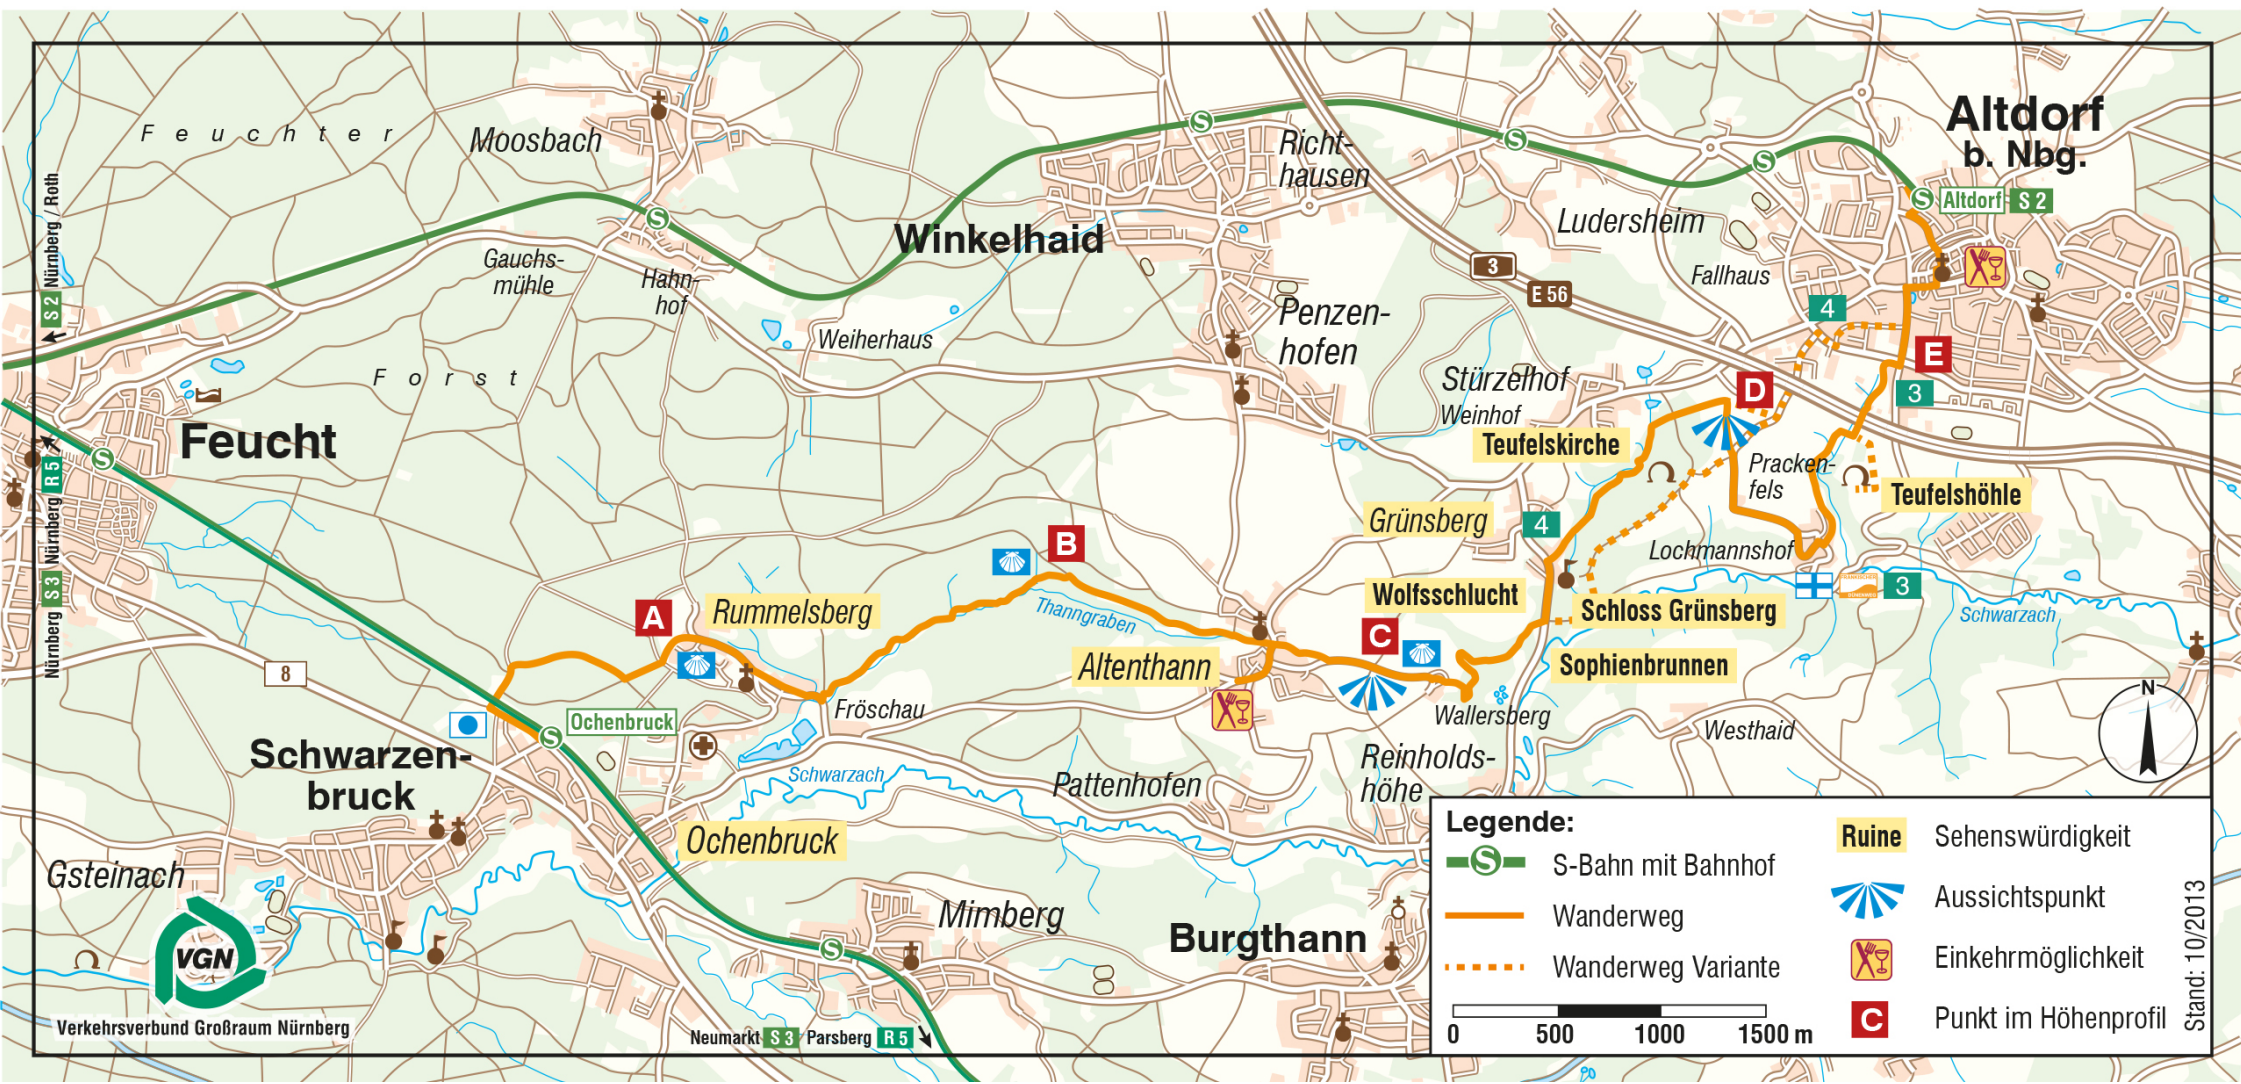 Altdorf
b. Nbg.
Feuchter
Moosbach
Richt-
hausen
Altdorf S 2
Ludersheim
Winkelhaid
Gauchs-
mühle
Hahn-
hof
Fallhaus
3
E 56
4
Penzen-
hofen
Weiherhaus
S 2 Nürnberg / Roth
Forst
Stürzelhof
Weinhof
D
E
3
Feucht
Teufelskirche
Pracken-
fels
Teufelshöhle
Grünsberg
4
Lochmannshof
B
Nürnberg S 3 Nürnberg R 5
A
Rummelsberg
Thanngraben
Wolfsschlucht
Schloss Grünsberg
3
Schwarzach
C
Altenthann
Sophienbrunnen
8
Ochenbruck
Fröschau
Wallersberg
Westhaid
N
Schwarzen-
bruck
Schwarzach
Pattenhofen
Reinholds-
höhe
Ochenbruck
Gsteinach
Mimberg
Burgthann
VGN
Verkehrsverbund Großraum Nürnberg
Neumarkt S 3 Parsberg R 5
Legende:
S S-Bahn mit Bahnhof
Wanderweg
Wanderweg Variante
0 500 1000 1500 m
Ruine Sehenswürdigkeit
Aussichtspunkt
Einkehrmöglichkeit
C Punkt im Höhenprofil
Stand: 10/2013